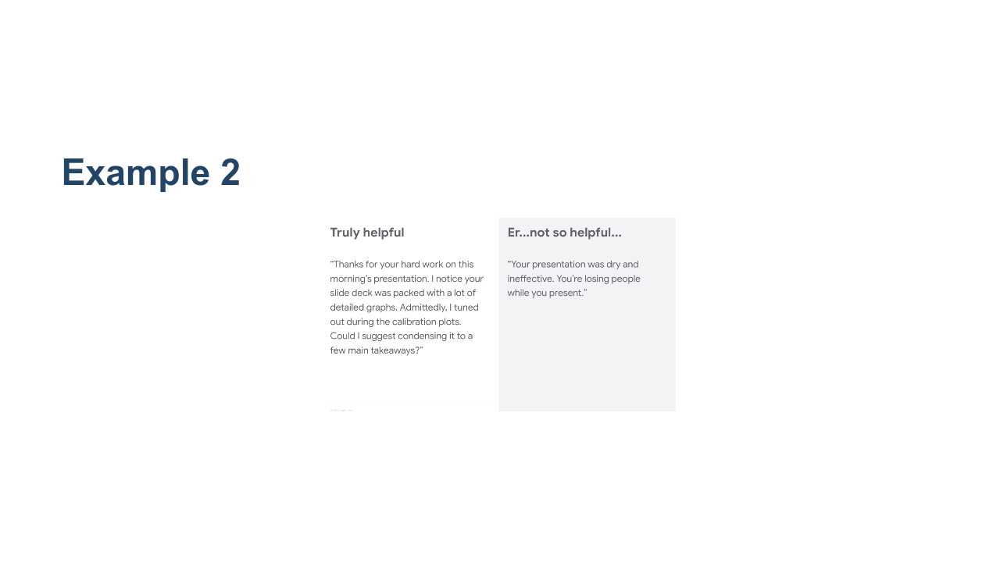 Example 2
Truly helpful
“Thanks for your hard work on this
morning’s presentation. I notice your
slide deck was packed with a lot of
detailed graphs. Admittedly, I tuned
out during the calibration plots.
Could I suggest condensing it to a
few main takeaways?”
Er...not so helpful...
“Your presentation was dry and
ineffective. You’re losing people
while you present.”